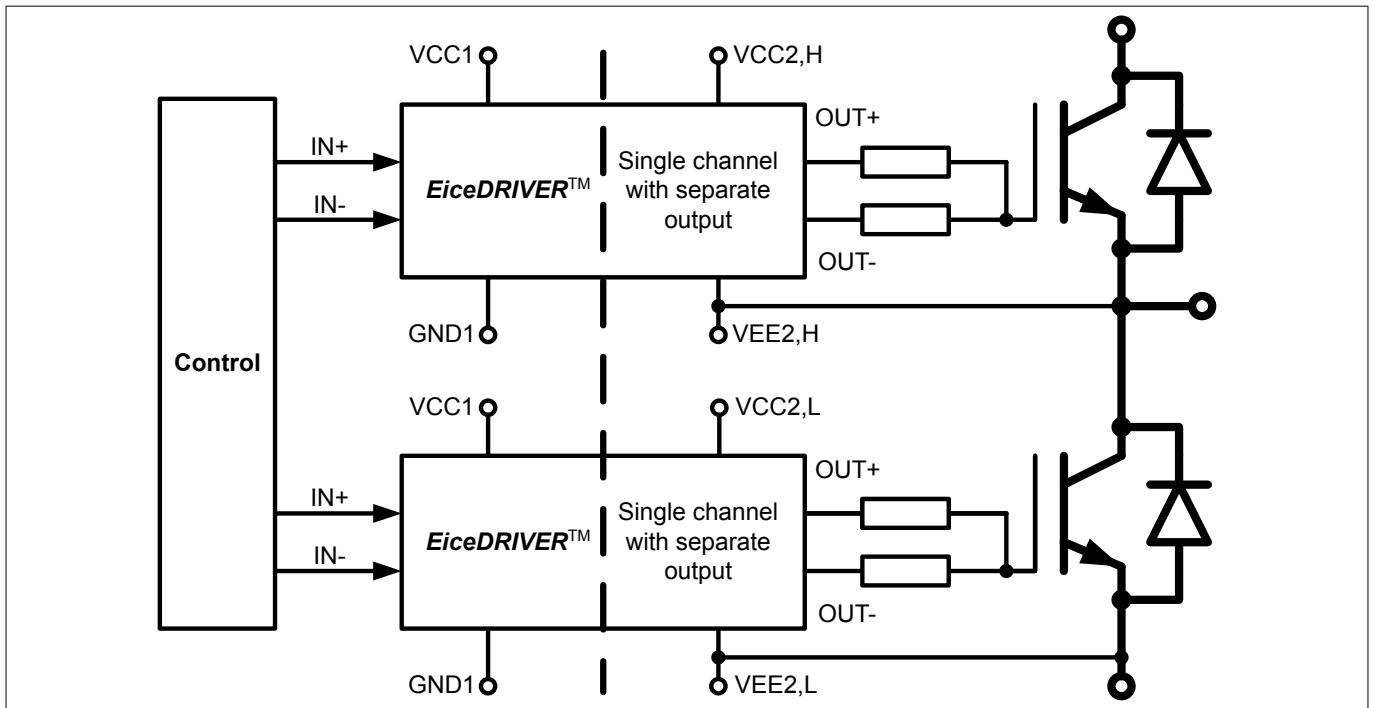 VCC1
VCC2,H
OUT+
IN+
EiceDRIVER™
Single channel
with separate
output
IN-
OUT-
GND1
VEE2,H
Control
VCC1
VCC2,L
OUT+
IN+
EiceDRIVER™
Single channel
with separate
output
IN-
OUT-
GND1
VEE2,L